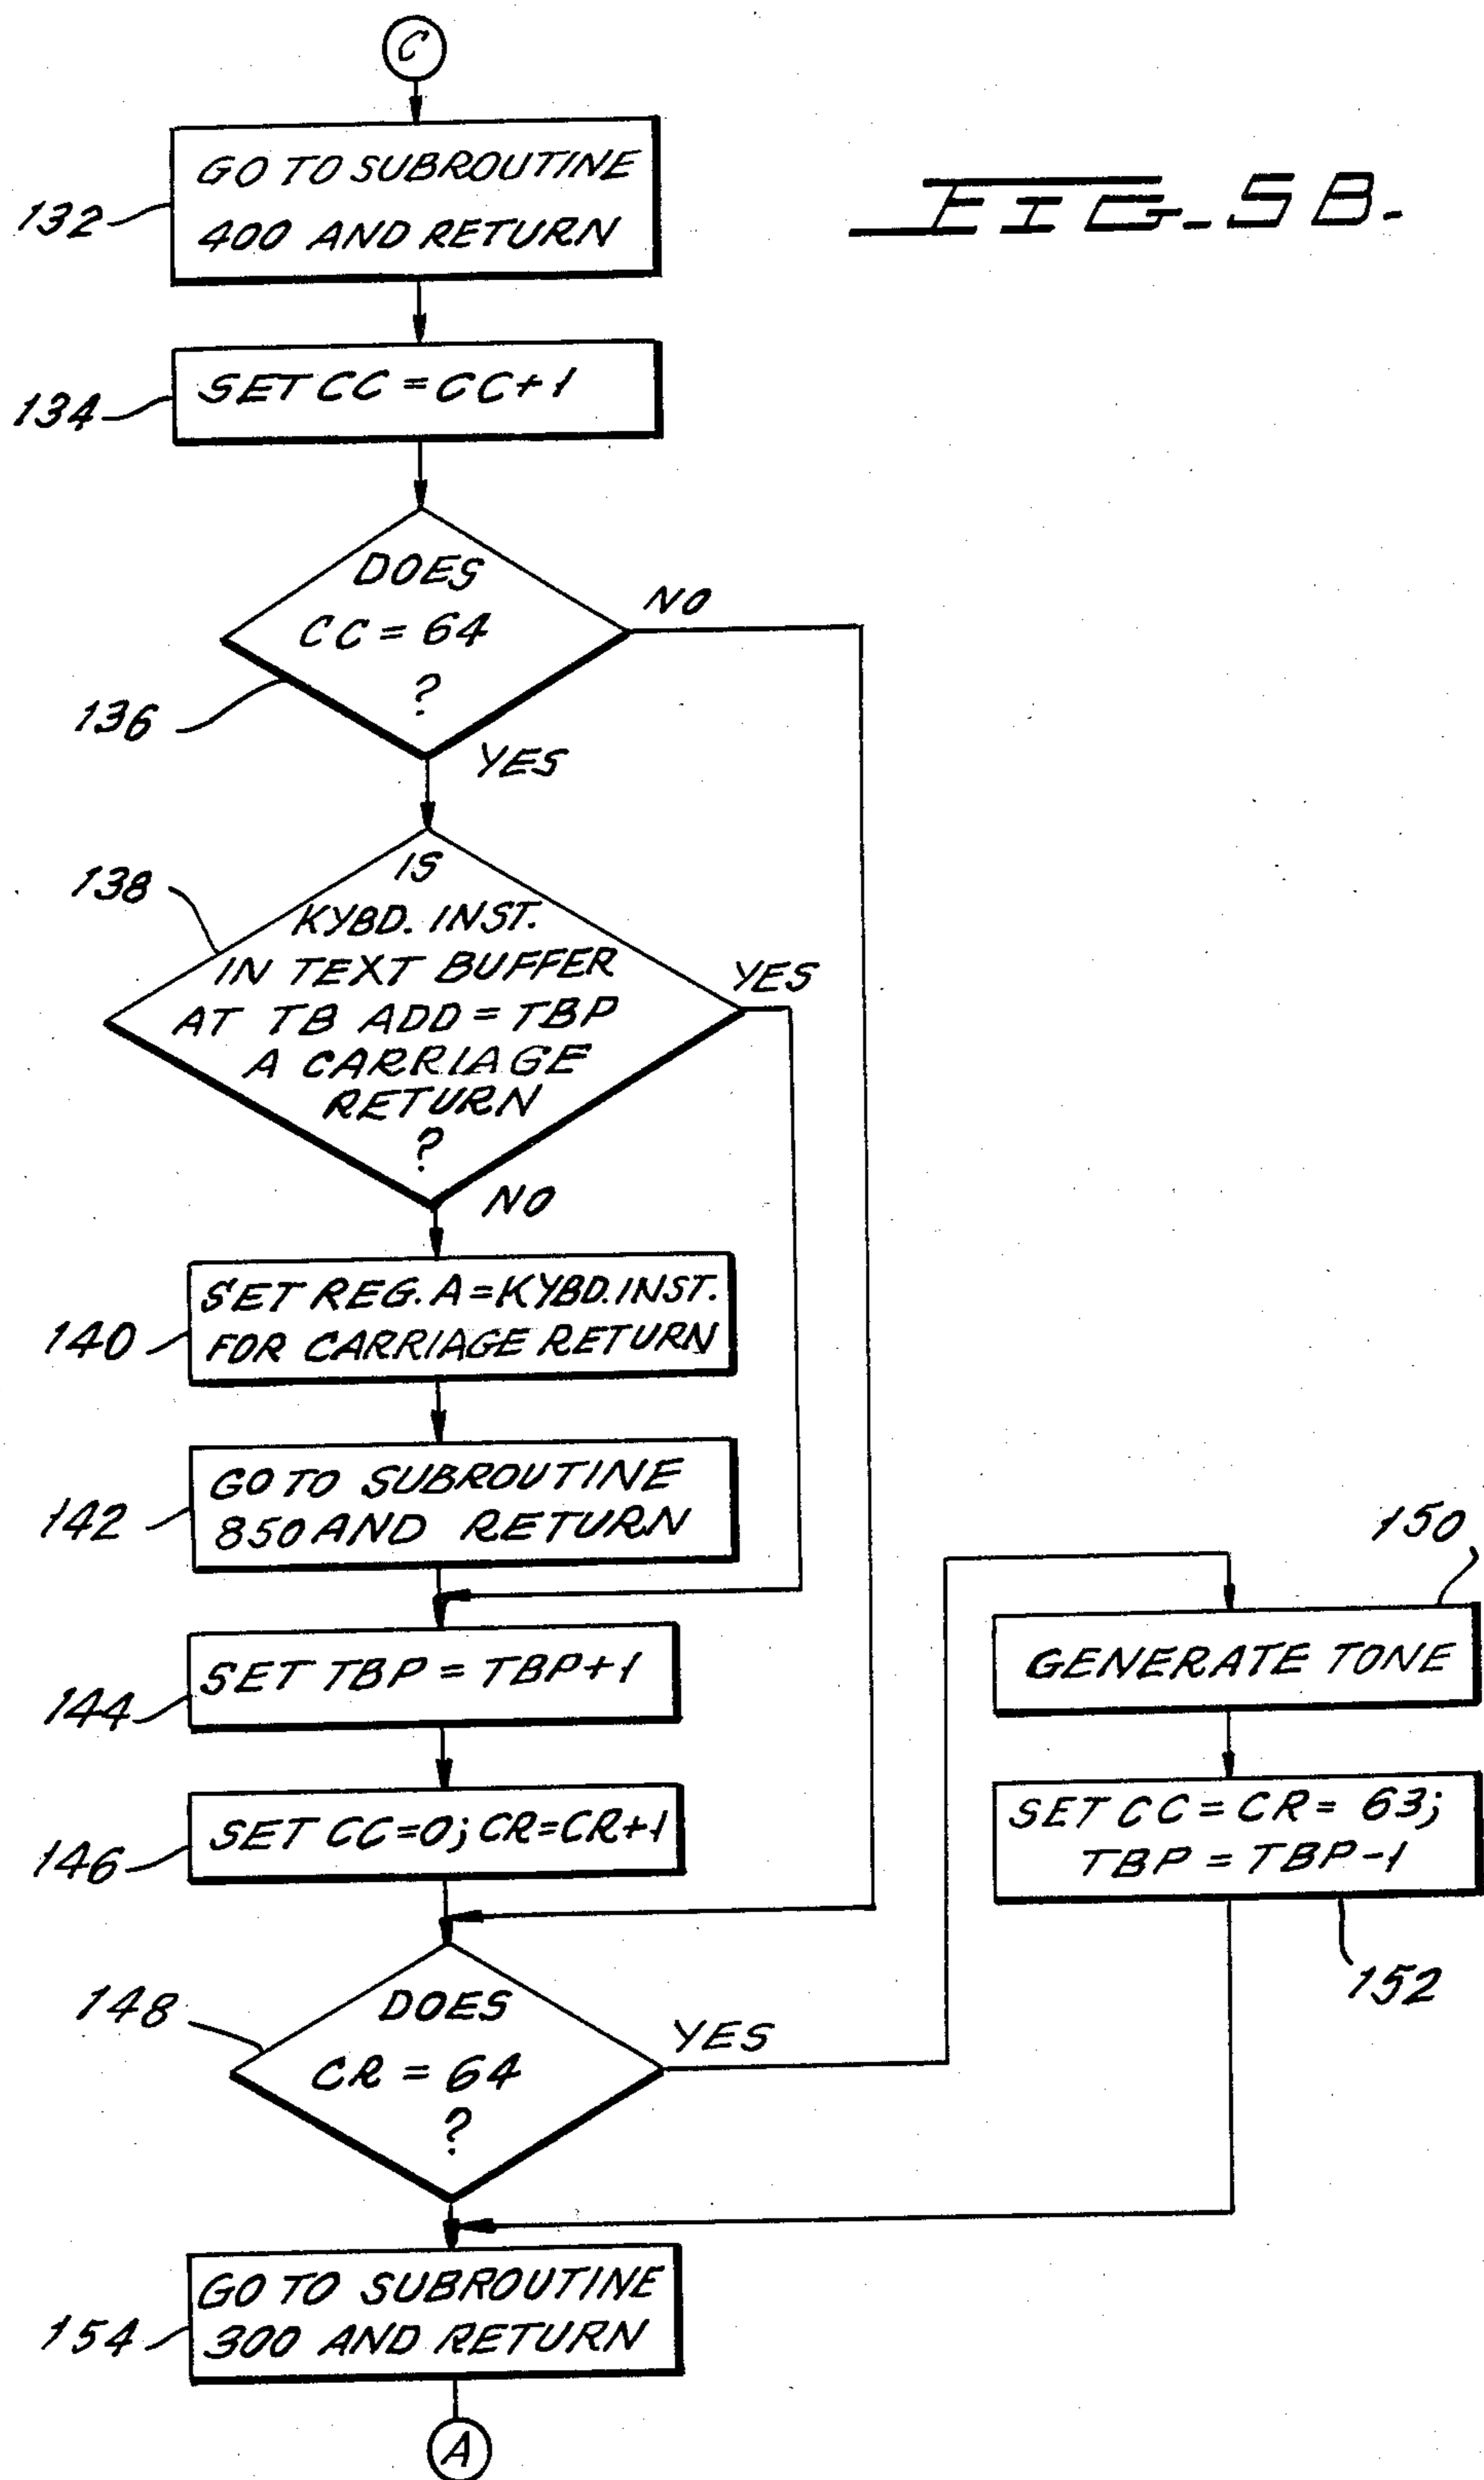 C
FIG-5B.
132
GO TO SUBROUTINE
400 AND RETURN
134
SET CC = CC+1
136
DOES
CC = 64
?
NO
YES
138
IS
KYBD. INST.
IN TEXT BUFFER
AT TB ADD = TBP
A CARRIAGE
RETURN
?
YES
NO
140
SET REG. A=KYBD.INST.
FOR CARRIAGE RETURN
142
GO TO SUBROUTINE
850 AND RETURN
144
SET TBP = TBP+1
146
SET CC=0; CR=CR+1
148
DOES
CR = 64
?
YES
150
GENERATE TONE
SET CC = CR = 63;
TBP = TBP-1
152
154
GO TO SUBROUTINE
300 AND RETURN
A